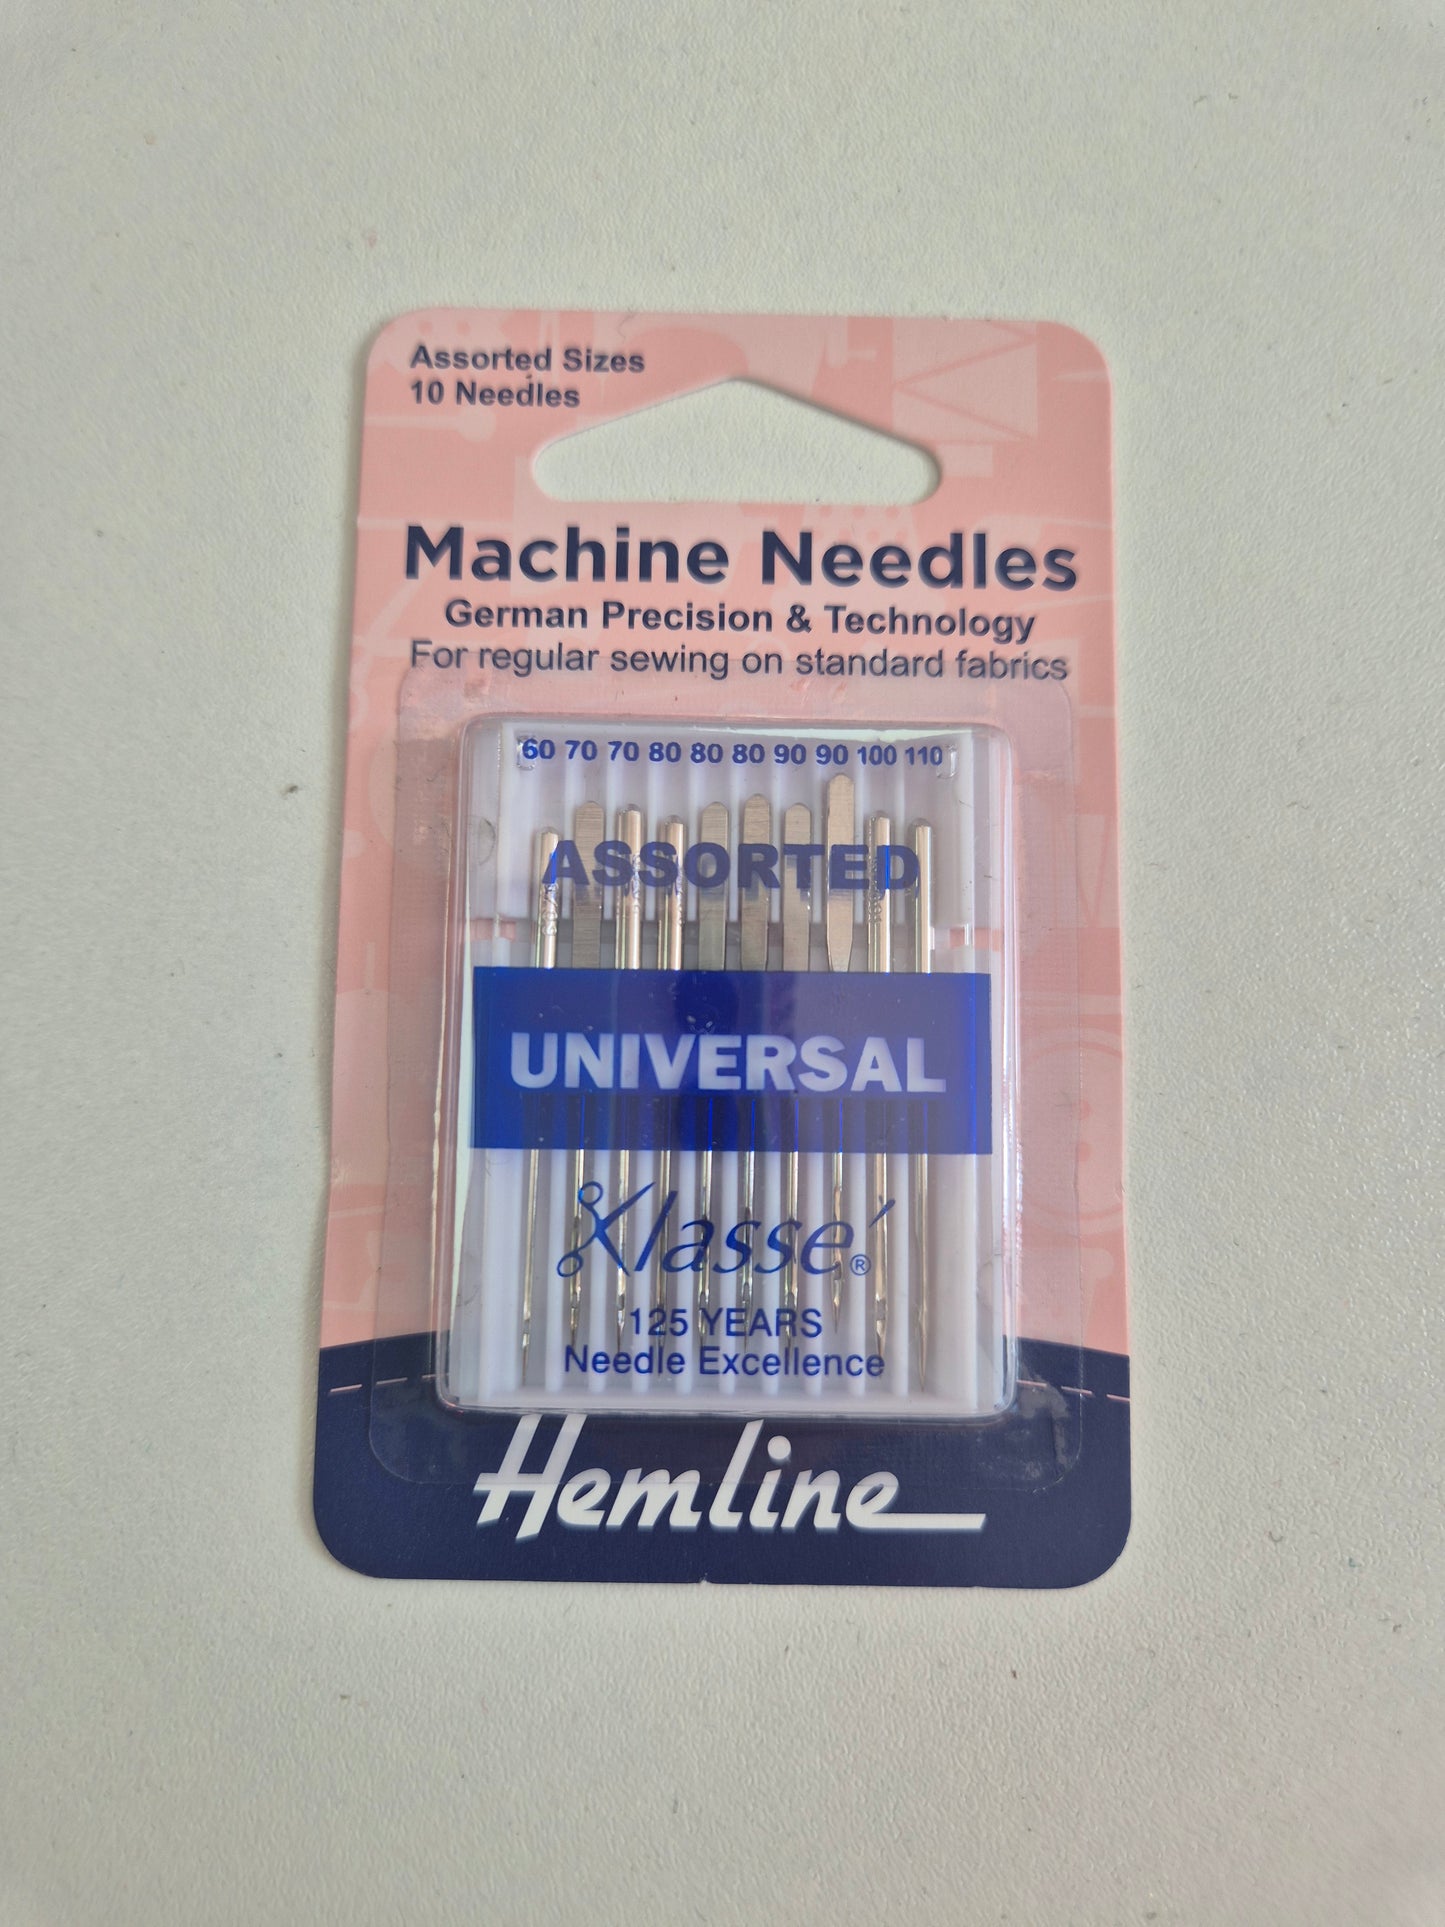 Assorted Sizes
10 Needles
Machine Needles
German Precision & Technology
For regular sewing on standard fabrics
60 70 70 80 80 80 90 90 100 110
ASSORTED
UNIVERSAL
Klassé®
125 YEARS
Needle Excellence
Hemline